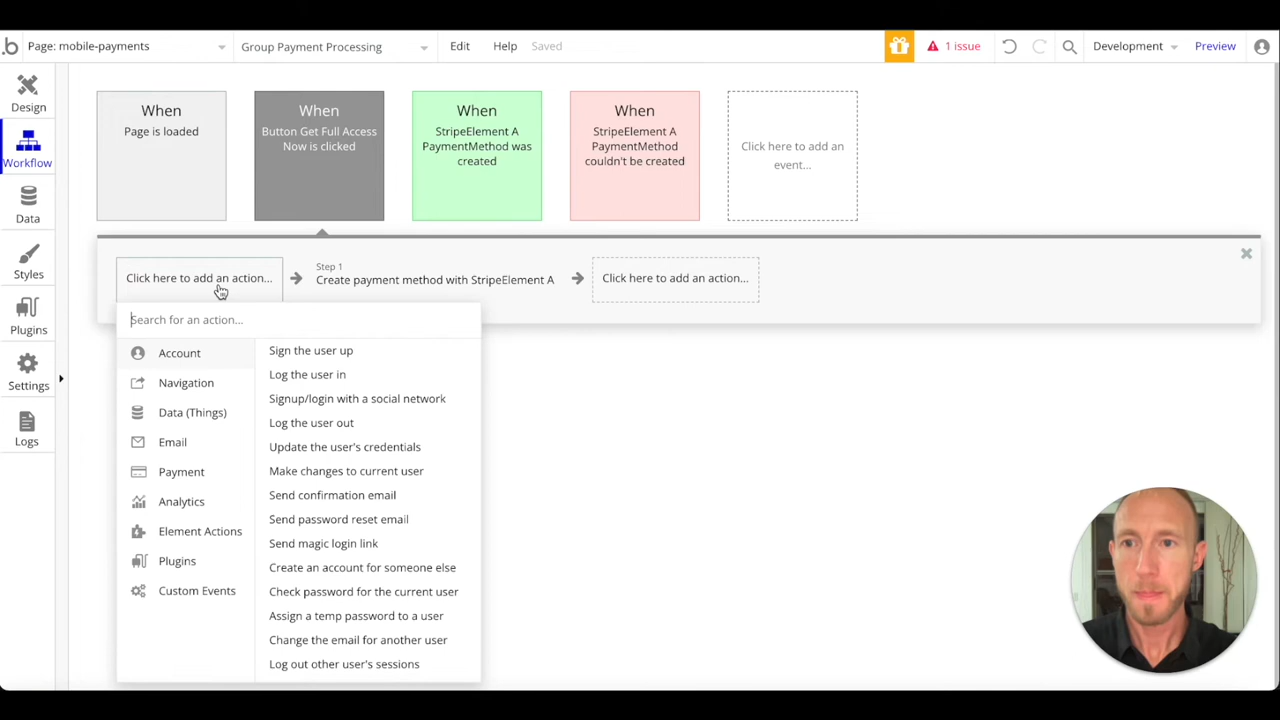 b Page: mobile-payments Group Payment Processing Edit Help Saved 1 issue Development Preview
Design
Workflow
Data
Styles
Plugins
Settings
Logs
When
Page is loaded
When
Button Get Full Access
Now is clicked
When
StripeElement A
PaymentMethod was
created
When
StripeElement A
PaymentMethod
couldn't be created
Click here to add an
event...
Click here to add an action...
Step 1
Create payment method with StripeElement A
Click here to add an action...
Search for an action...
Account
Navigation
Data (Things)
Email
Payment
Analytics
Element Actions
Plugins
Custom Events
Sign the user up
Log the user in
Signup/login with a social network
Log the user out
Update the user's credentials
Make changes to current user
Send confirmation email
Send password reset email
Send magic login link
Create an account for someone else
Check password for the current user
Assign a temp password to a user
Change the email for another user
Log out other user's sessions